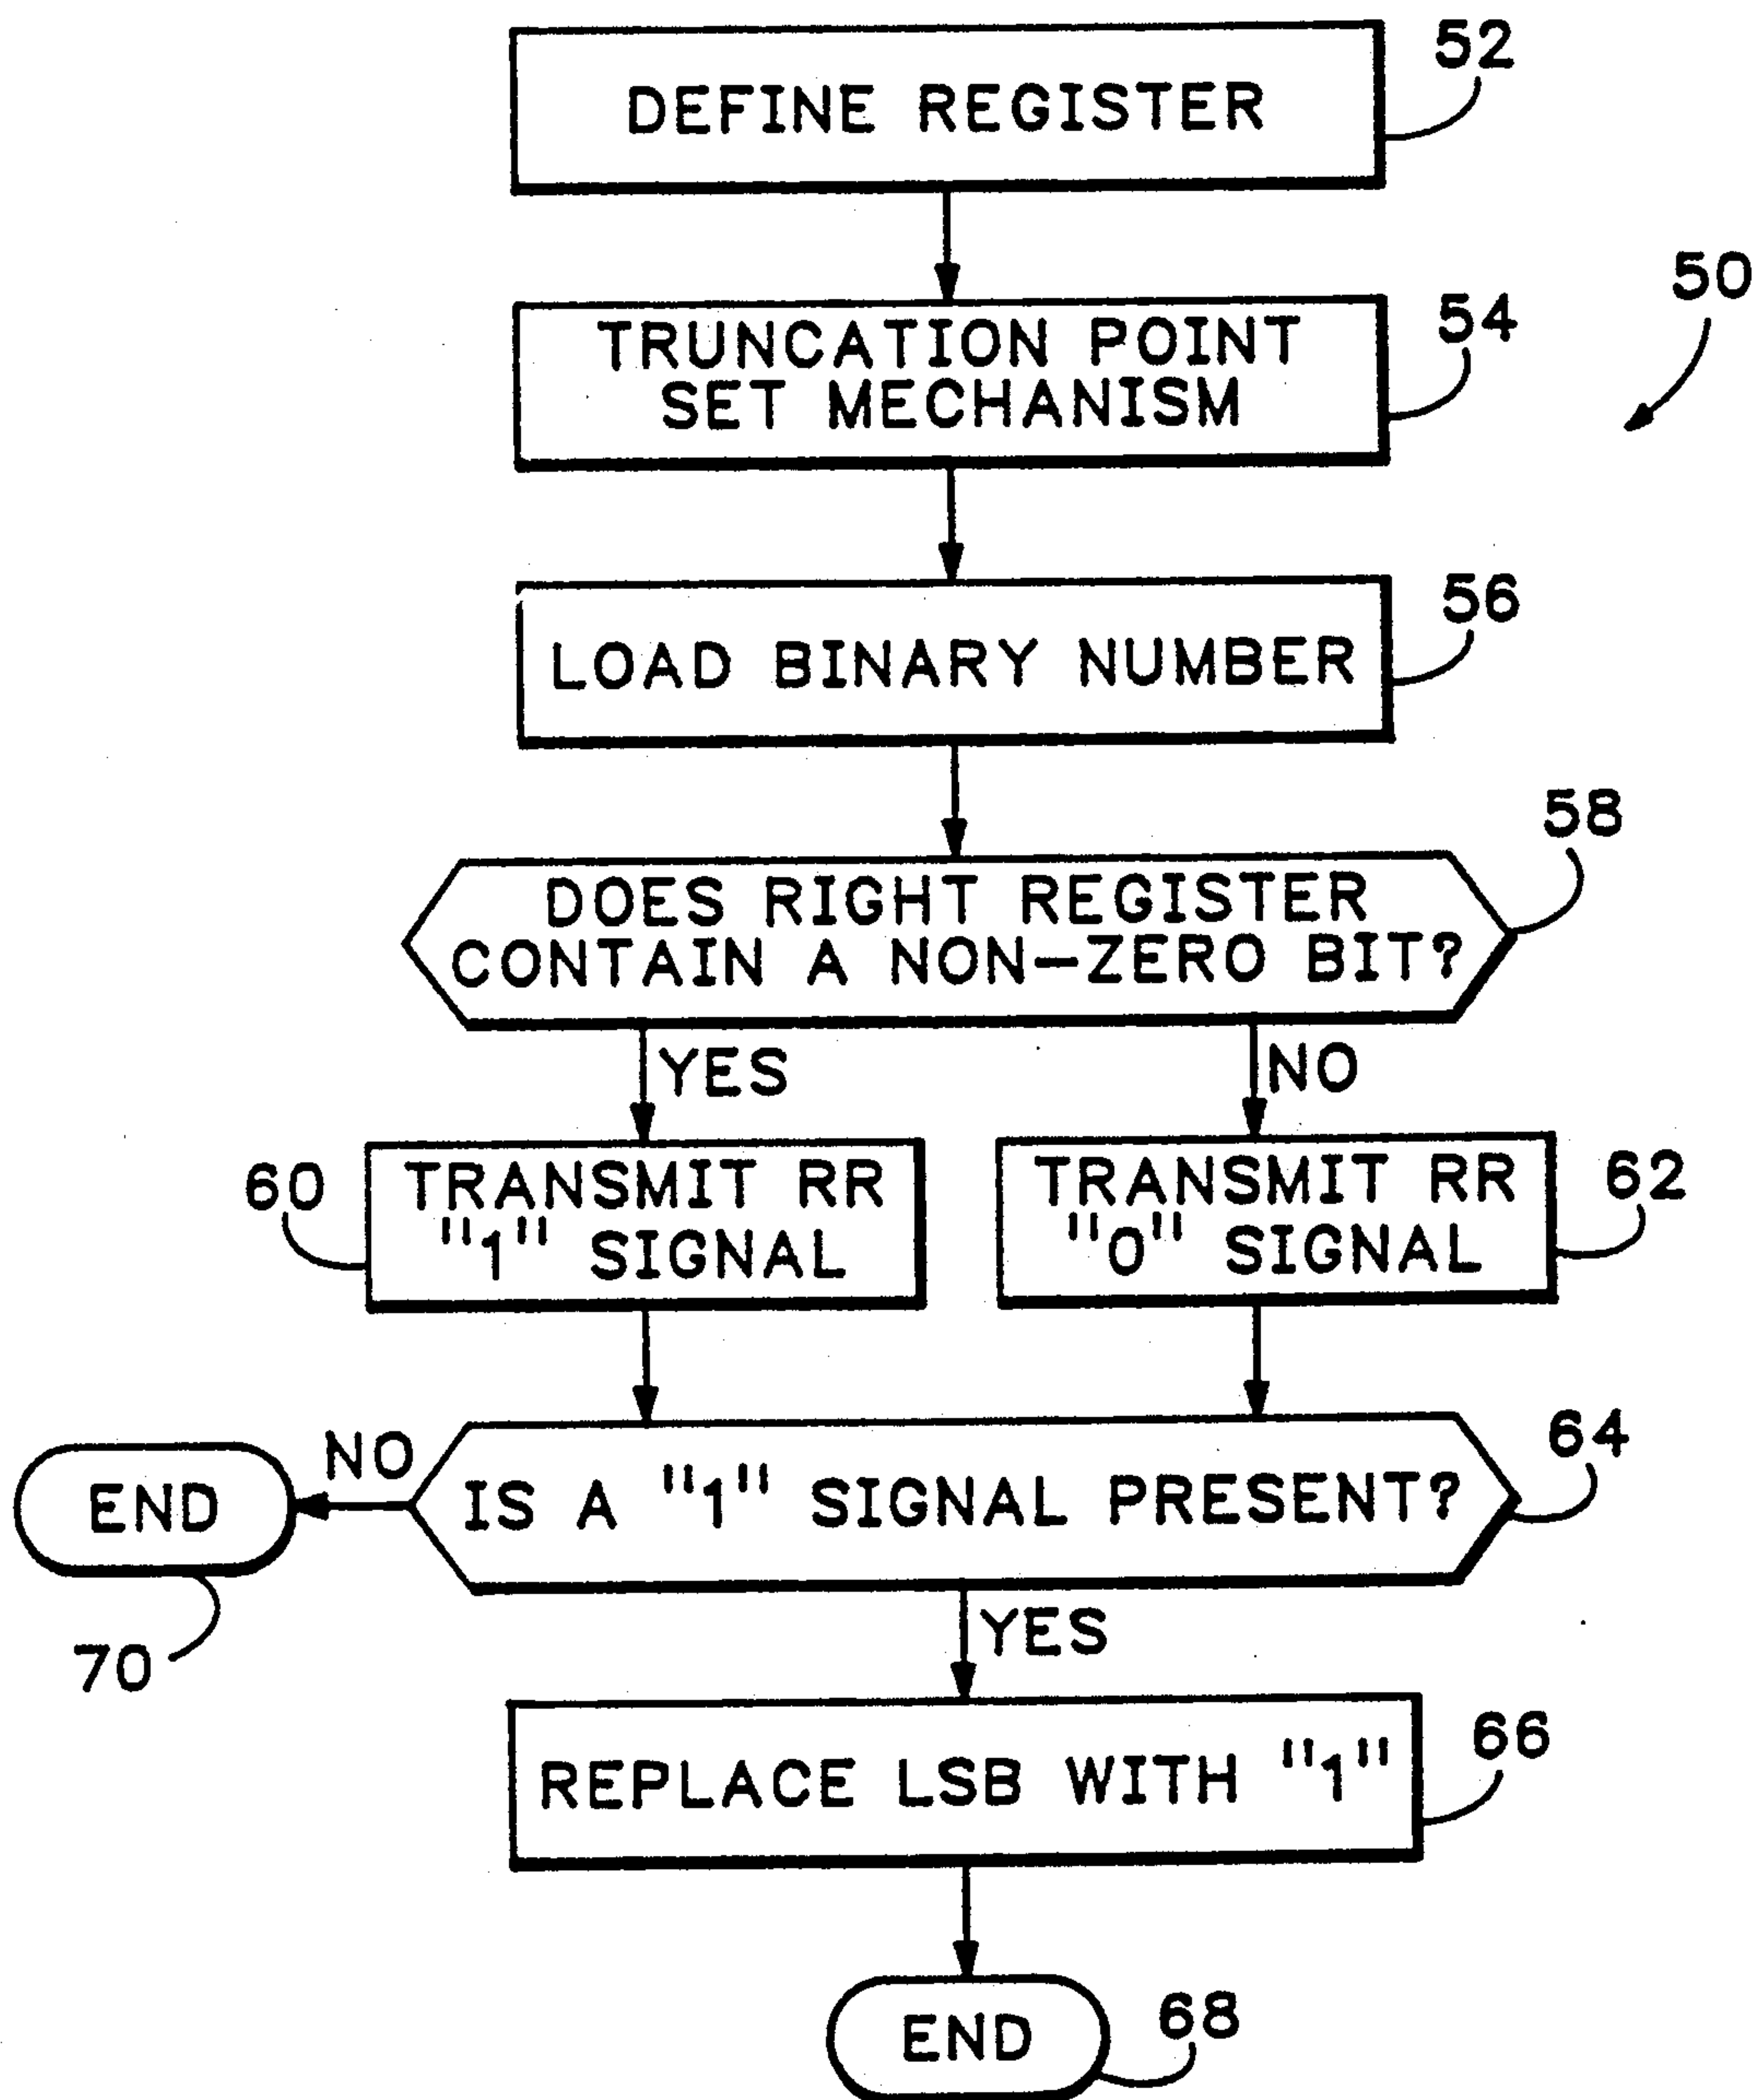 DEFINE REGISTER
52
TRUNCATION POINT
SET MECHANISM
54
50
LOAD BINARY NUMBER
56
DOES RIGHT REGISTER
CONTAIN A NON-ZERO BIT?
58
YES
NO
60
TRANSMIT RR
"1" SIGNAL
TRANSMIT RR
"0" SIGNAL
62
IS A "1" SIGNAL PRESENT?
64
NO
END
70
YES
REPLACE LSB WITH "1"
66
END
68